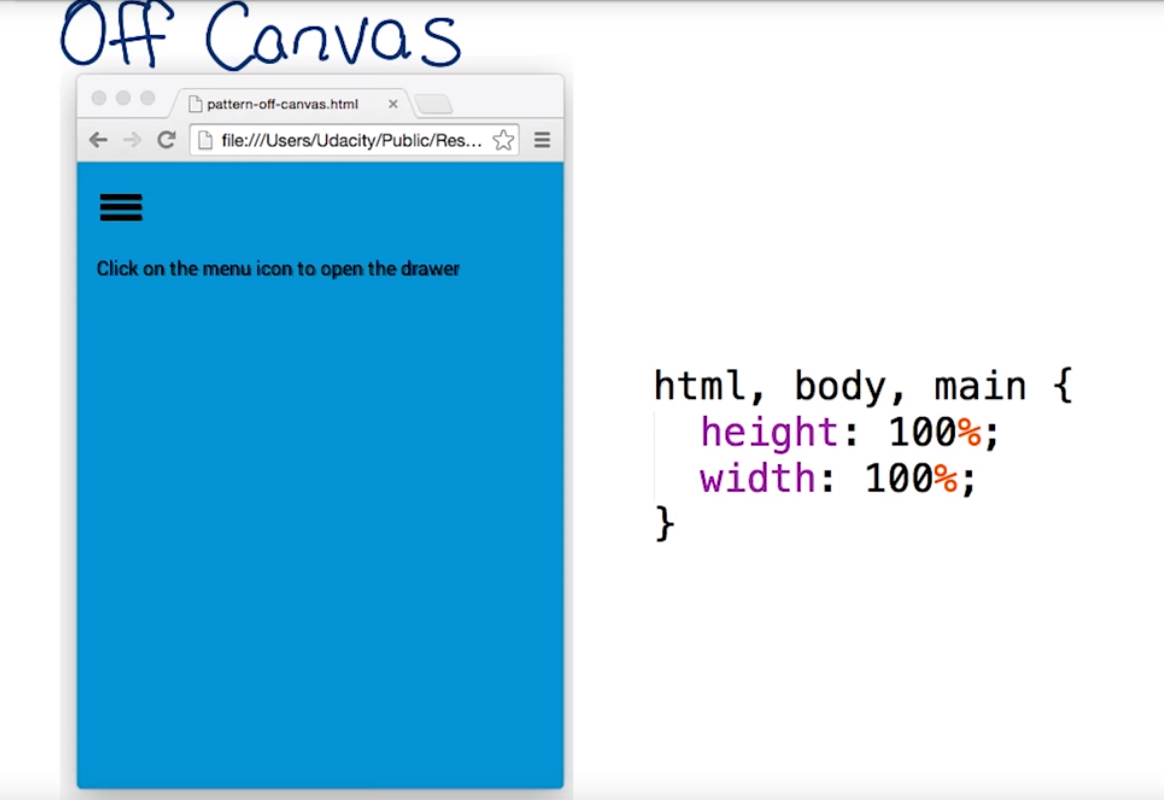 Off Canvas
pattern-off-canvas.html
file:///Users/Udacity/Public/Res...
Click on the menu icon to open the drawer
html, body, main {
height: 100%;
width: 100%;
}